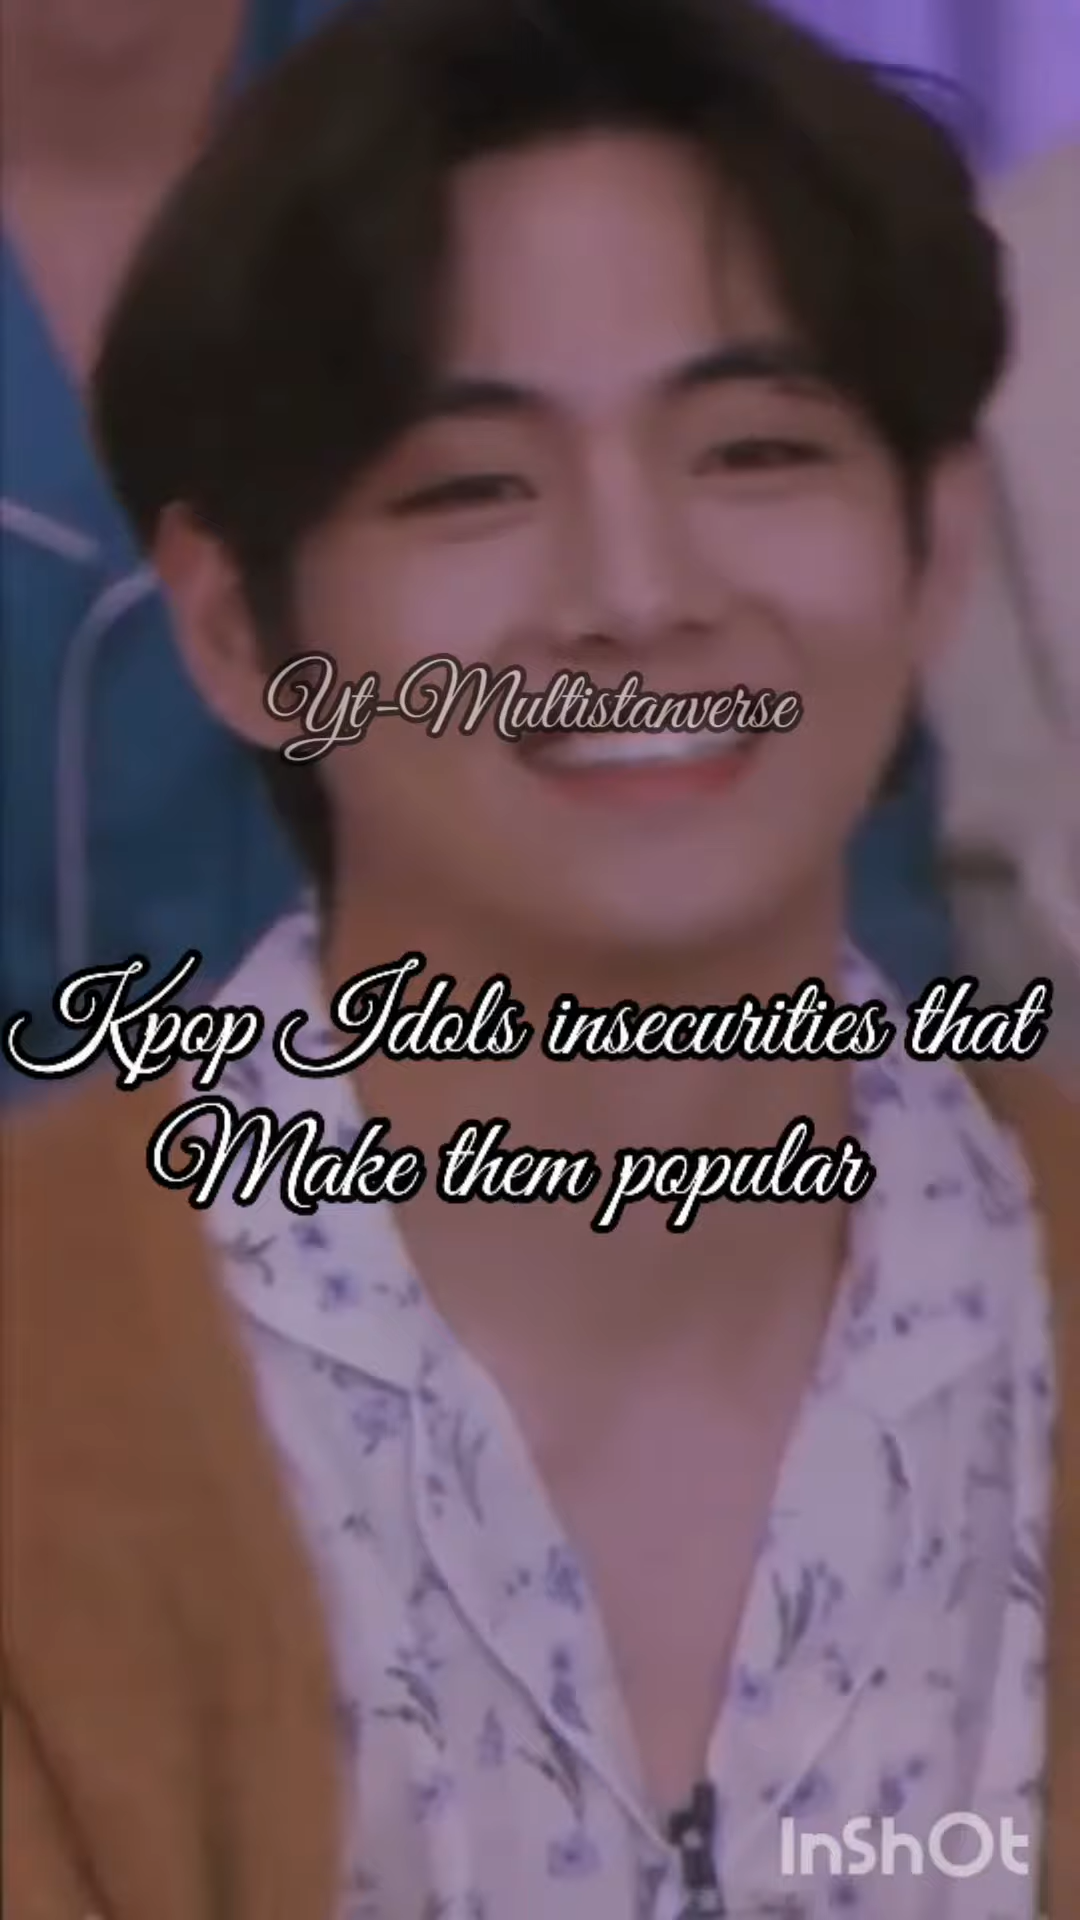 Yt-Multistanverse
Kpop Idols insecurities that
Make them popular
InShOt